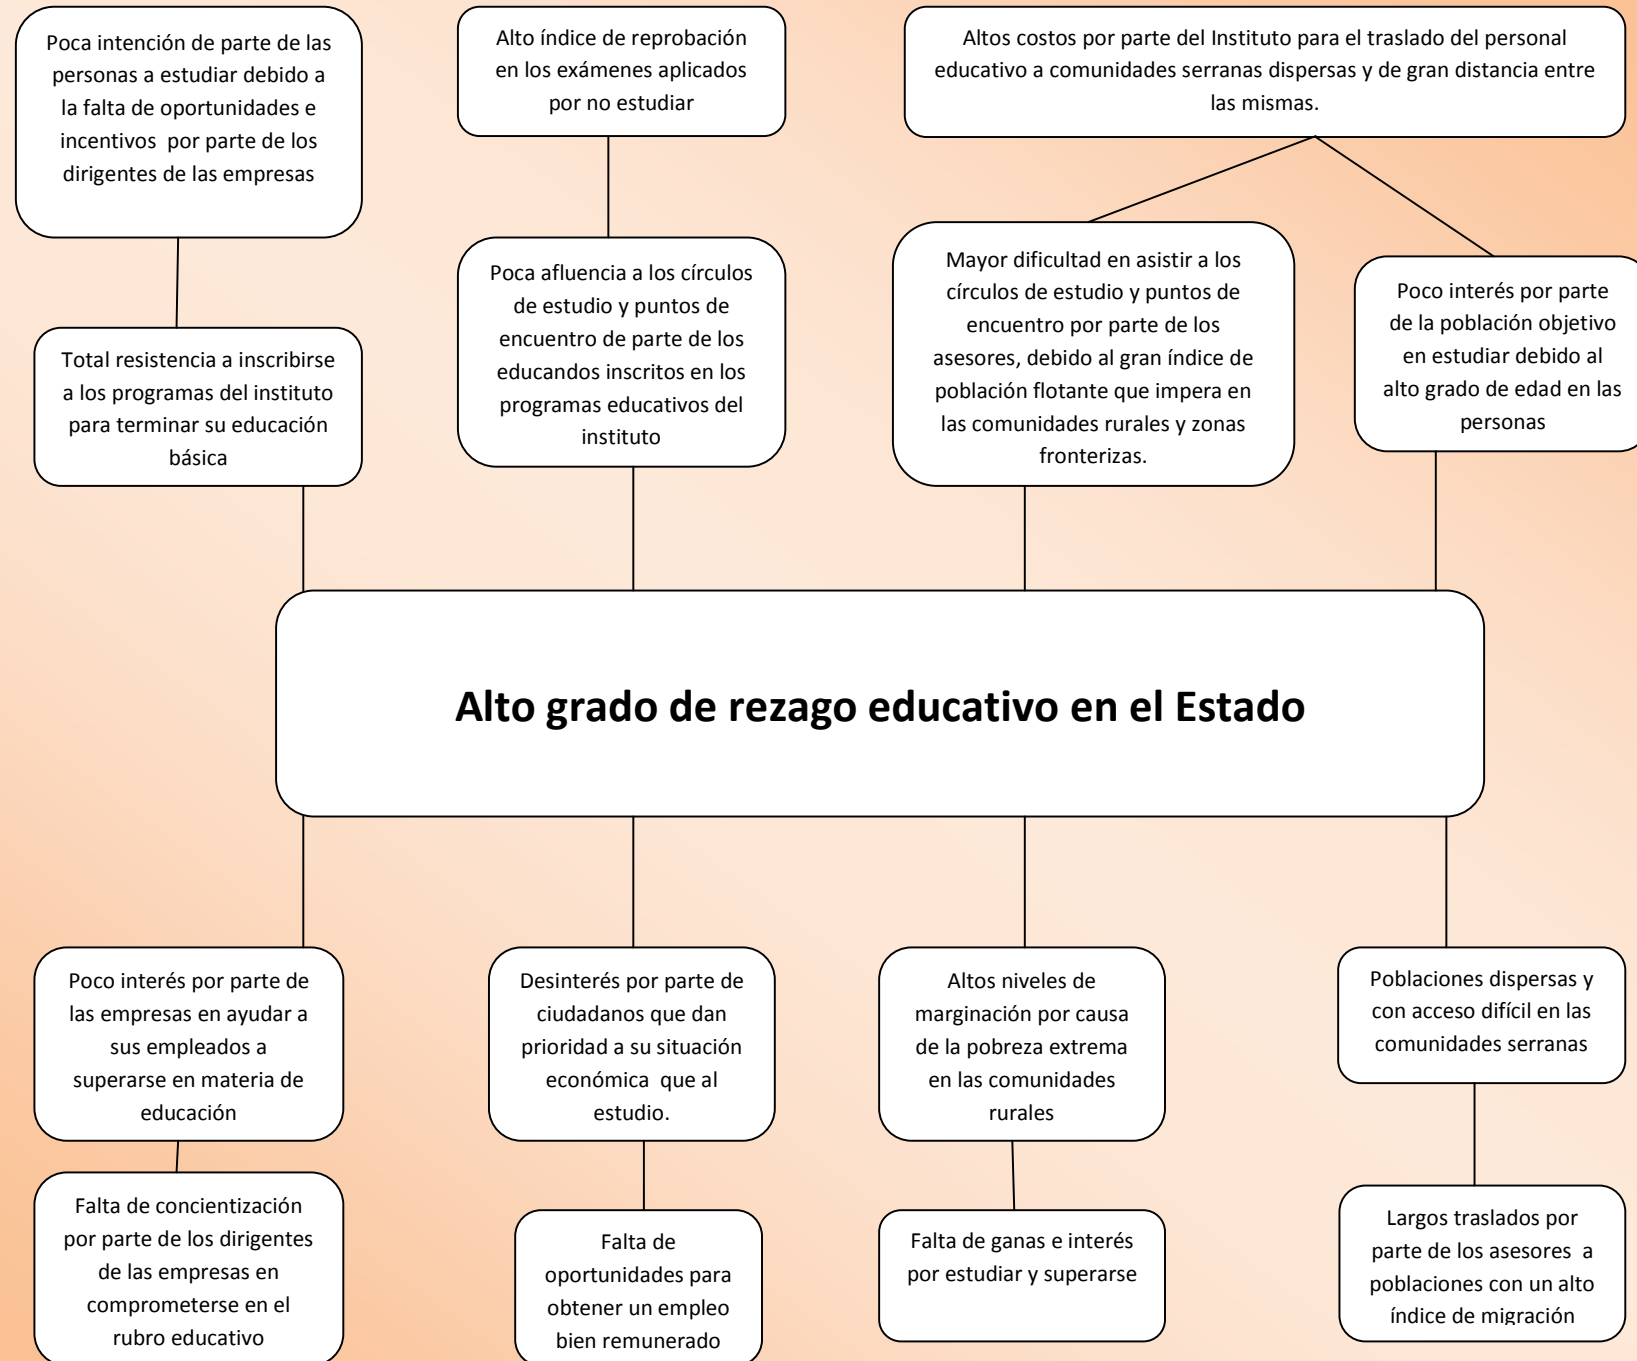 Poca intención de parte de las
personas a estudiar debido a
la falta de oportunidades e
incentivos por parte de los
dirigentes de las empresas
Alto índice de reprobación
en los exámenes aplicados
por no estudiar
Altos costos por parte del Instituto para el traslado del personal
educativo a comunidades serranas dispersas y de gran distancia entre
las mismas.
Total resistencia a inscribirse
a los programas del instituto
para terminar su educación
básica
Poca afluencia a los círculos
de estudio y puntos de
encuentro de parte de los
educandos inscritos en los
programas educativos del
instituto
Mayor dificultad en asistir a los
círculos de estudio y puntos de
encuentro por parte de los
asesores, debido al gran índice de
población flotante que impera en
las comunidades rurales y zonas
fronterizas.
Poco interés por parte
de la población objetivo
en estudiar debido al
alto grado de edad en las
personas
Alto grado de rezago educativo en el Estado
Poco interés por parte de
las empresas en ayudar a
sus empleados a
superarse en materia de
educación
Desinterés por parte de
ciudadanos que dan
prioridad a su situación
económica que al
estudio.
Altos niveles de
marginación por causa
de la pobreza extrema
en las comunidades
rurales
Poblaciones dispersas y
con acceso difícil en las
comunidades serranas
Falta de concientización
por parte de los dirigentes
de las empresas en
comprometerse en el
rubro educativo
Falta de
oportunidades para
obtener un empleo
bien remunerado
Falta de ganas e interés
por estudiar y superarse
Largos traslados por
parte de los asesores a
poblaciones con un alto
índice de migración